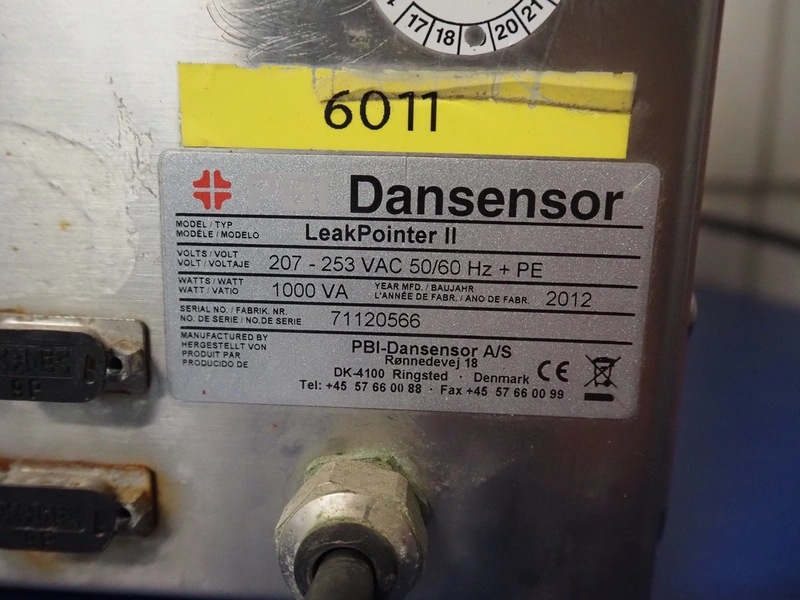 17 18 20 21
6011
PBI Dansensor
MODEL / TYP
MODÈLE / MODELO
LeakPointer II
VOLTS / VOLT
VOLT / VOLTAJE
207 - 253 VAC 50/60 Hz + PE
WATTS / WATT
WATT / VATIO
1000 VA
YEAR MFD. / BAUJAHR
L'ANNÉE DE FABR. / ANO DE FABR.
2012
SERIAL NO. / FABRIK. NR.
NO. DE SERIE / NO.DE SERIE
71120566
MANUFACTURED BY
HERGESTELLT VON
PRODUIT PAR
PRODUCIDO DE
PBI-Dansensor A/S
Rønnedevej 18
DK-4100 Ringsted · Denmark
Tel: +45 57 66 00 88 · Fax +45 57 66 00 99
CE
9P
9P